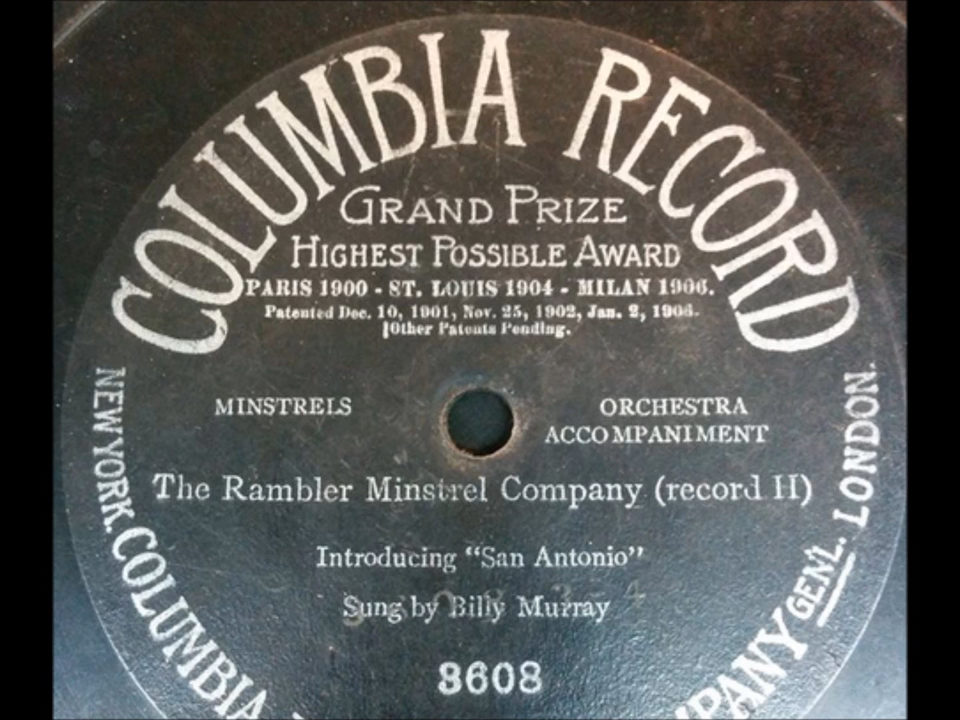 COLUMBIA RECORD
GRAND PRIZE
HIGHEST POSSIBLE AWARD
PARIS 1900 - ST. LOUIS 1904 - MILAN 1906.
Patented Dec. 10, 1901, Nov. 25, 1902, Jan. 2, 1906.
Other Patents Pending.
MINSTRELS
ORCHESTRA
ACCOMPANIMENT
The Rambler Minstrel Company (record II)
Introducing “San Antonio”
Sung by Billy Murray
3608
NEW YORK. COLUMBIA
GENL. LONDON.